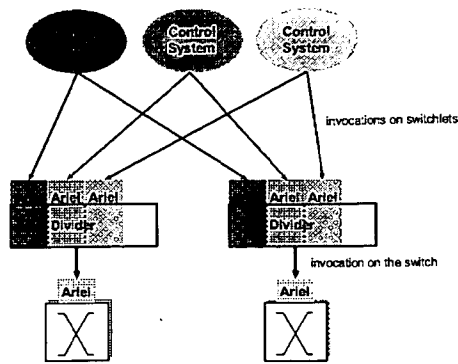 Control
System
Control
System
invocations on switchlets
Ariel
Ariel
Ariel
Ariel
Divider
Divider
invocation on the switch
Ariel
Ariel